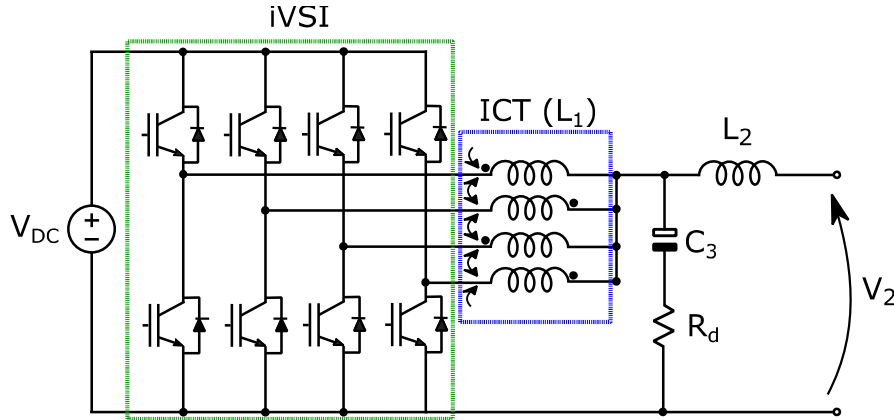 iVSI
ICT (L1)
L2
VDC
C3
Rd
V2